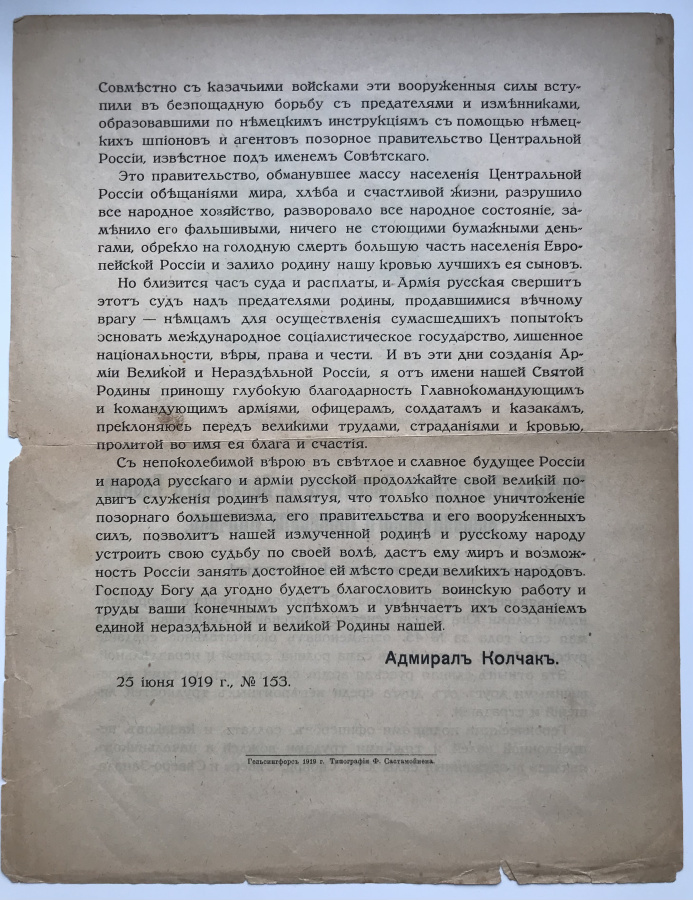 Совмѣстно съ казачьими войсками эти вооруженныя силы всту-
пили въ безпощадную борьбу съ предателями и измѣнниками,
образовавшими по нѣмецкимъ инструкціямъ съ помощью нѣмец-
кихъ шпіоновъ и агентовъ позорное правительство Центральной
Россіи, извѣстное подъ именемъ Совѣтскаго.
Это правительство, обманувшее массу населенія Центральной
Россіи обѣщаніями мира, хлѣба и счастливой жизни, разрушило
все народное хозяйство, разворовало все народное состояніе, за-
мѣнило его фальшивыми, ничего не стоющими бумажными день-
гами, обрекло на голодную смерть большую часть населенія Евро-
пейской Россіи и залило родину нашу кровью лучшихъ ея сыновъ.
Но близится часъ суда и расплаты, и Армія русская свершитъ
этотъ судъ надъ предателями родины, продавшимися вѣчному
врагу — нѣмцамъ для осуществленія сумасшедшихъ попытокъ
основать международное соціалистическое государство, лишенное
національности, вѣры, права и чести. И въ эти дни созданія Ар-
міи Великой и Нераздѣльной Россіи, я отъ имени нашей Святой
Родины приношу глубокую благодарность Главнокомандующимъ
и командующимъ арміями, офицерамъ, солдатамъ и казакамъ,
преклоняюсь передъ великими трудами, страданіями и кровью,
пролитой во имя ея блага и счастія.
Съ непоколебимой вѣрою въ свѣтлое и славное будущее Россіи
и народа русскаго и арміи русской продолжайте свой великій по-
двигъ служенія родинѣ памятуя, что только полное уничтоженіе
позорнаго большевизма, его правительства и его вооруженныхъ
силъ, позволитъ нашей измученной родинѣ и русскому народу
устроить свою судьбу по своей волѣ, дастъ ему миръ и возмож-
ность Россіи занять достойное ей мѣсто среди великихъ народовъ.
Господу Богу да угодно будетъ благословить воинскую работу и
труды ваши конечнымъ успѣхомъ и увѣнчаетъ ихъ созданіемъ
единой нераздѣльной и великой Родины нашей.
Адмиралъ Колчакъ.
25 іюня 1919 г., № 153.
Гельсингфорсъ 1919 г. Типографія Ф. Састамойнена.